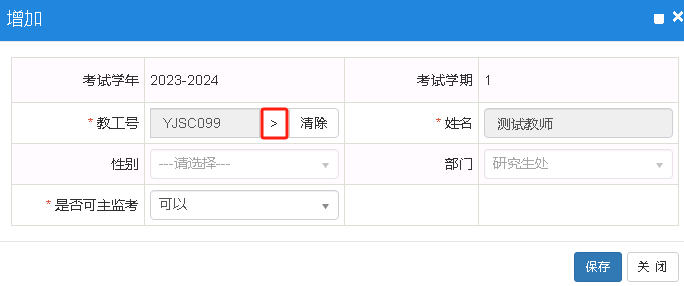 增加
考试学年 2023-2024 考试学期 1
* 教工号 YJSC099 > 清除 * 姓名 测试教师
性别 ---请选择--- 部门 研究生处
* 是否可主监考 可以
保存 关 闭